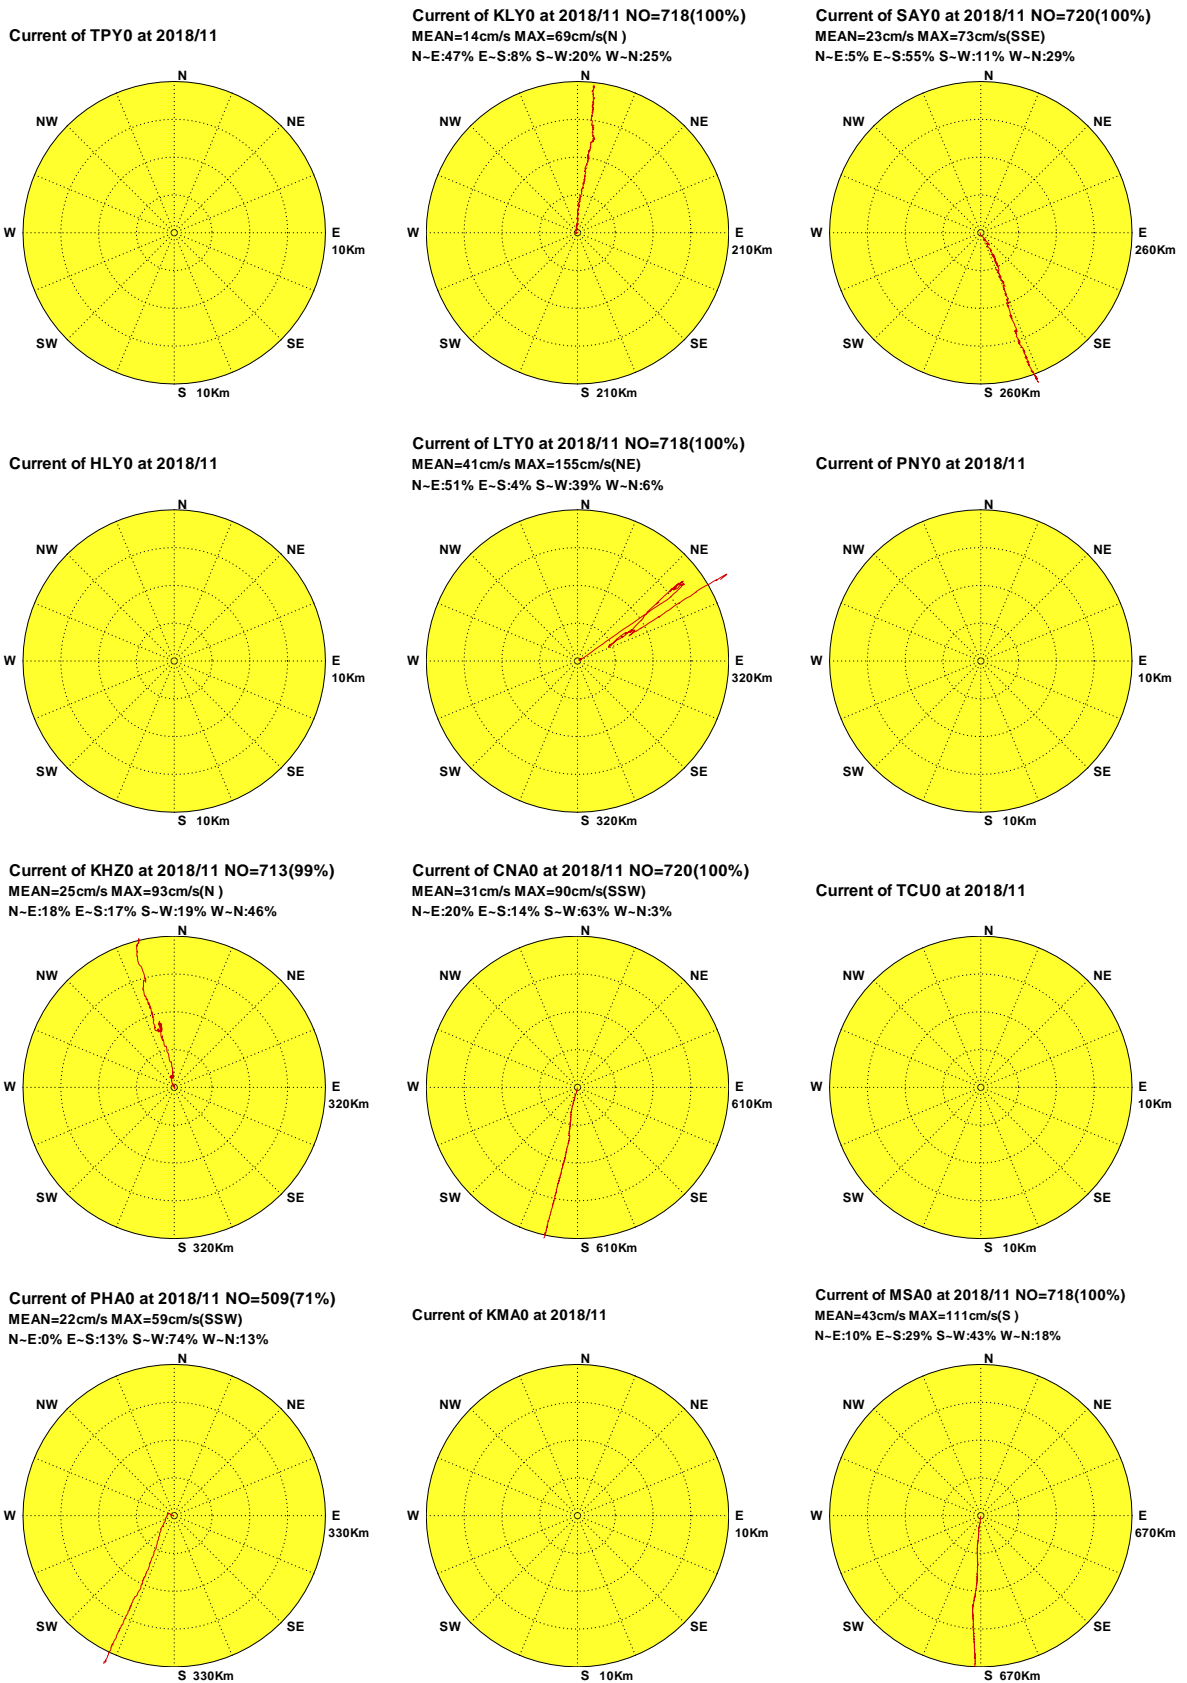 Current of TPY0 at 2018/11
N
NW
NE
W
E
10Km
SW
SE
S 10Km
Current of KLY0 at 2018/11 NO=718(100%)
MEAN=14cm/s MAX=69cm/s(N )
N~E:47% E~S:8% S~W:20% W~N:25%
N
NW
NE
W
E
210Km
SW
SE
S 210Km
Current of SAY0 at 2018/11 NO=720(100%)
MEAN=23cm/s MAX=73cm/s(SSE)
N~E:5% E~S:55% S~W:11% W~N:29%
N
NW
NE
W
E
260Km
SW
SE
S 260Km
Current of HLY0 at 2018/11
N
NW
NE
W
E
10Km
SW
SE
S 10Km
Current of LTY0 at 2018/11 NO=718(100%)
MEAN=41cm/s MAX=155cm/s(NE)
N~E:51% E~S:4% S~W:39% W~N:6%
N
NW
NE
W
E
320Km
SW
SE
S 320Km
Current of PNY0 at 2018/11
N
NW
NE
W
E
10Km
SW
SE
S 10Km
Current of KHZ0 at 2018/11 NO=713(99%)
MEAN=25cm/s MAX=93cm/s(N )
N~E:18% E~S:17% S~W:19% W~N:46%
N
NW
NE
W
E
320Km
SW
SE
S 320Km
Current of CNA0 at 2018/11 NO=720(100%)
MEAN=31cm/s MAX=90cm/s(SSW)
N~E:20% E~S:14% S~W:63% W~N:3%
N
NW
NE
W
E
610Km
SW
SE
S 610Km
Current of TCU0 at 2018/11
N
NW
NE
W
E
10Km
SW
SE
S 10Km
Current of PHA0 at 2018/11 NO=509(71%)
MEAN=22cm/s MAX=59cm/s(SSW)
N~E:0% E~S:13% S~W:74% W~N:13%
N
NW
NE
W
E
330Km
SW
SE
S 330Km
Current of KMA0 at 2018/11
N
NW
NE
W
E
10Km
SW
SE
S 10Km
Current of MSA0 at 2018/11 NO=718(100%)
MEAN=43cm/s MAX=111cm/s(S )
N~E:10% E~S:29% S~W:43% W~N:18%
N
NW
NE
W
E
670Km
SW
SE
S 670Km